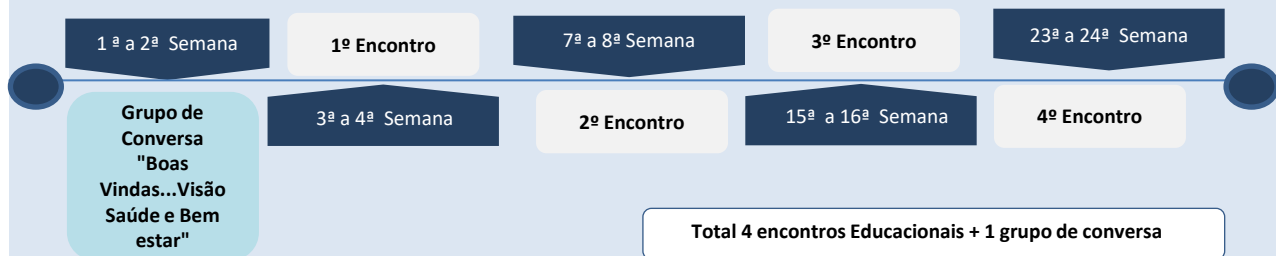 1 ª a 2ª Semana
Grupo de
Conversa
"Boas
Vindas...Visão
Saúde e Bem
estar"
1º Encontro
3ª a 4ª Semana
7ª a 8ª Semana
2º Encontro
3º Encontro
15ª a 16ª Semana
23ª a 24ª Semana
4º Encontro
Total 4 encontros Educacionais + 1 grupo de conversa